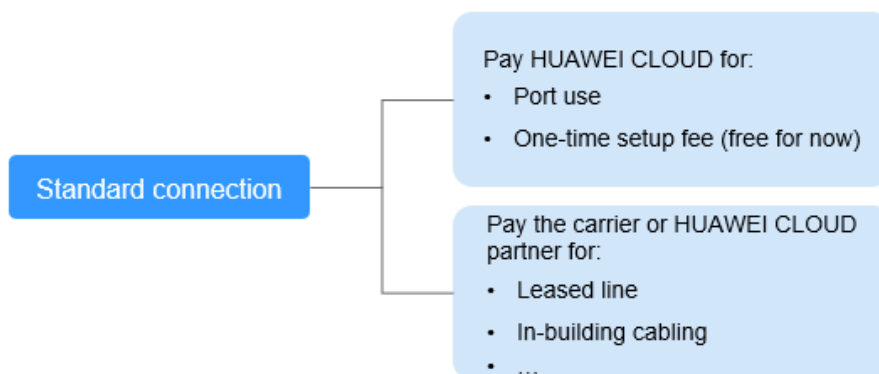 Standard connection
Pay HUAWEI CLOUD for:
• Port use
• One-time setup fee (free for now)
Pay the carrier or HUAWEI CLOUD
partner for:
• Leased line
• In-building cabling
• ...